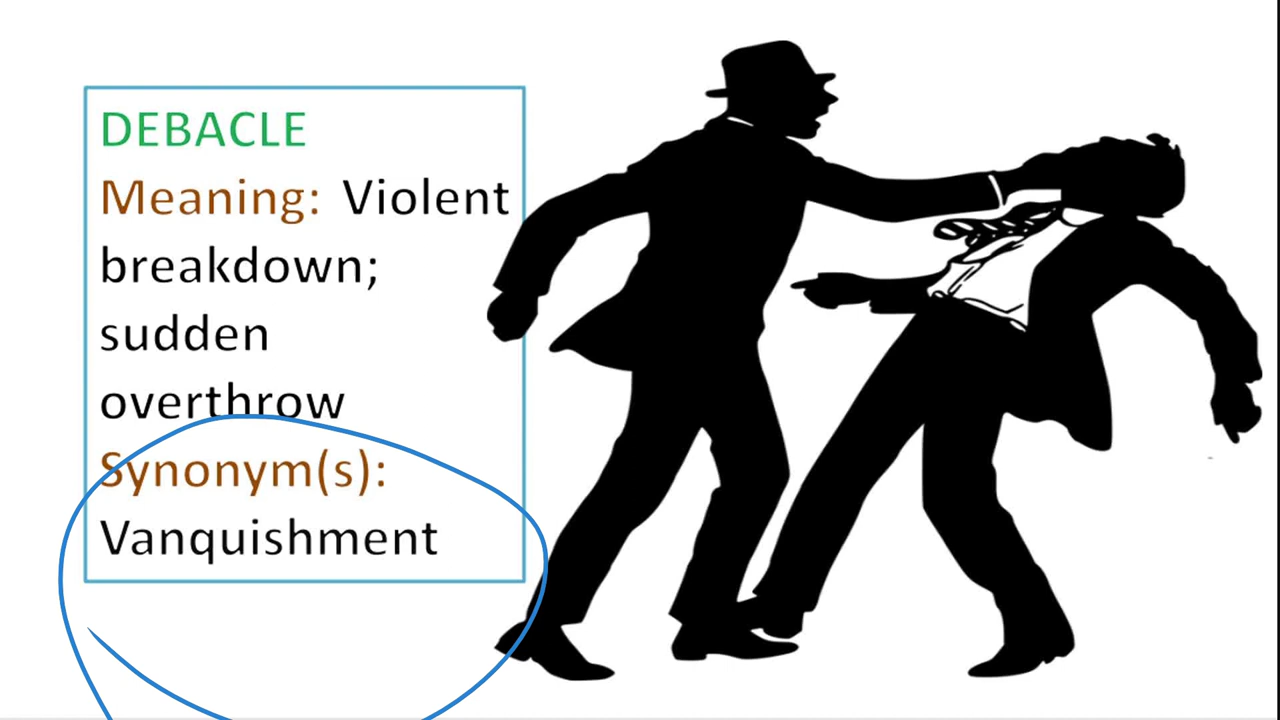 DEBACLE
Meaning: Violent
breakdown;
sudden
overthrow
Synonym(s):
Vanquishment